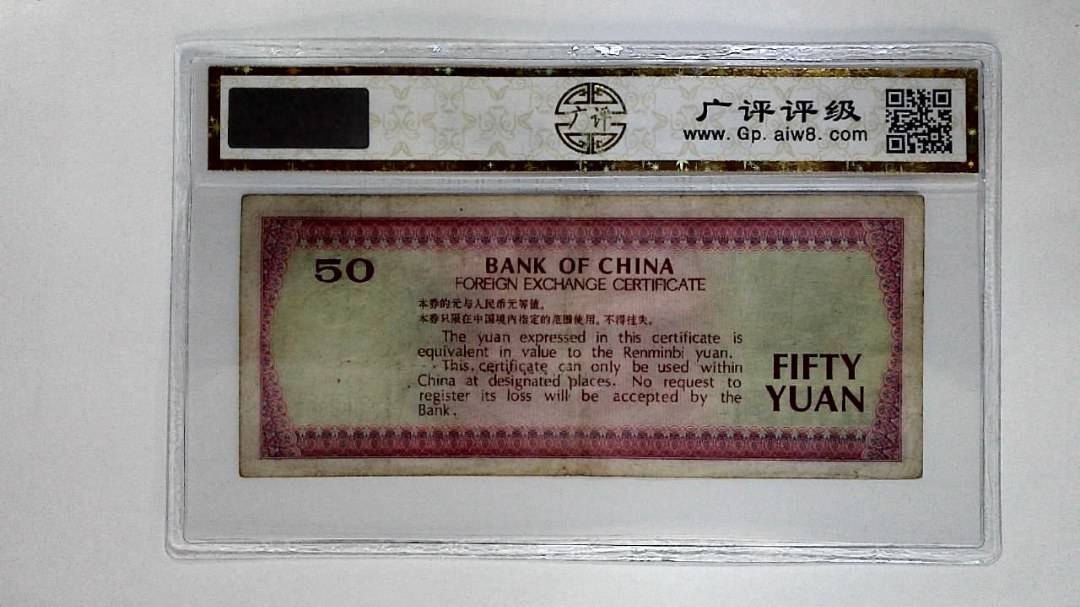 广评
广评评级
www.Gp.aiw8.com
50
BANK OF CHINA
FOREIGN EXCHANGE CERTIFICATE
本券的元与人民币元等值。
本券只限在中国境内指定的范围使用，不得挂失。
The yuan expressed in this certificate is
equivalent in value to the Renminbi yuan.
This certificate can only be used within
China at designated places. No request to
register its loss will be accepted by the
Bank.
FIFTY
YUAN